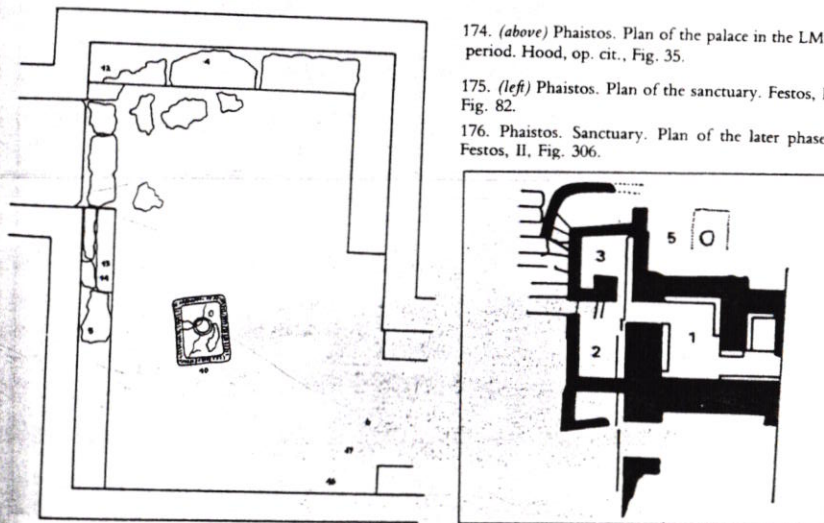 174. (above) Phaistos. Plan of the palace in the LM
period. Hood, op. cit., Fig. 35.
175. (left) Phaistos. Plan of the sanctuary. Festos,
Fig. 82.
176. Phaistos. Sanctuary. Plan of the later phase
Festos, II, Fig. 306.
4
3
5
2
1